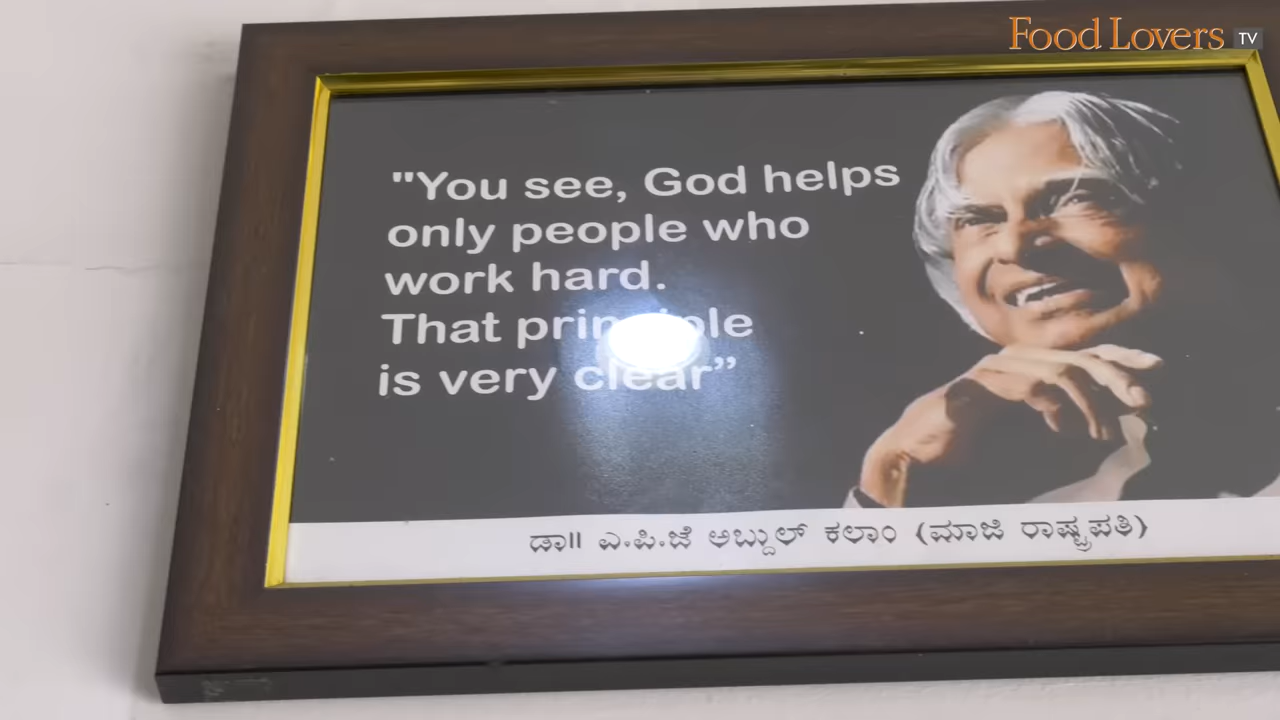 Food Lovers TV
"You see, God helps
only people who
work hard.
That principle
is very clear”
ಡಾ॥ ಎ.ಪಿ.ಜೆ ಅಬ್ದುಲ್ ಕಲಾಂ (ಮಾಜಿ ರಾಷ್ಟ್ರಪತಿ)